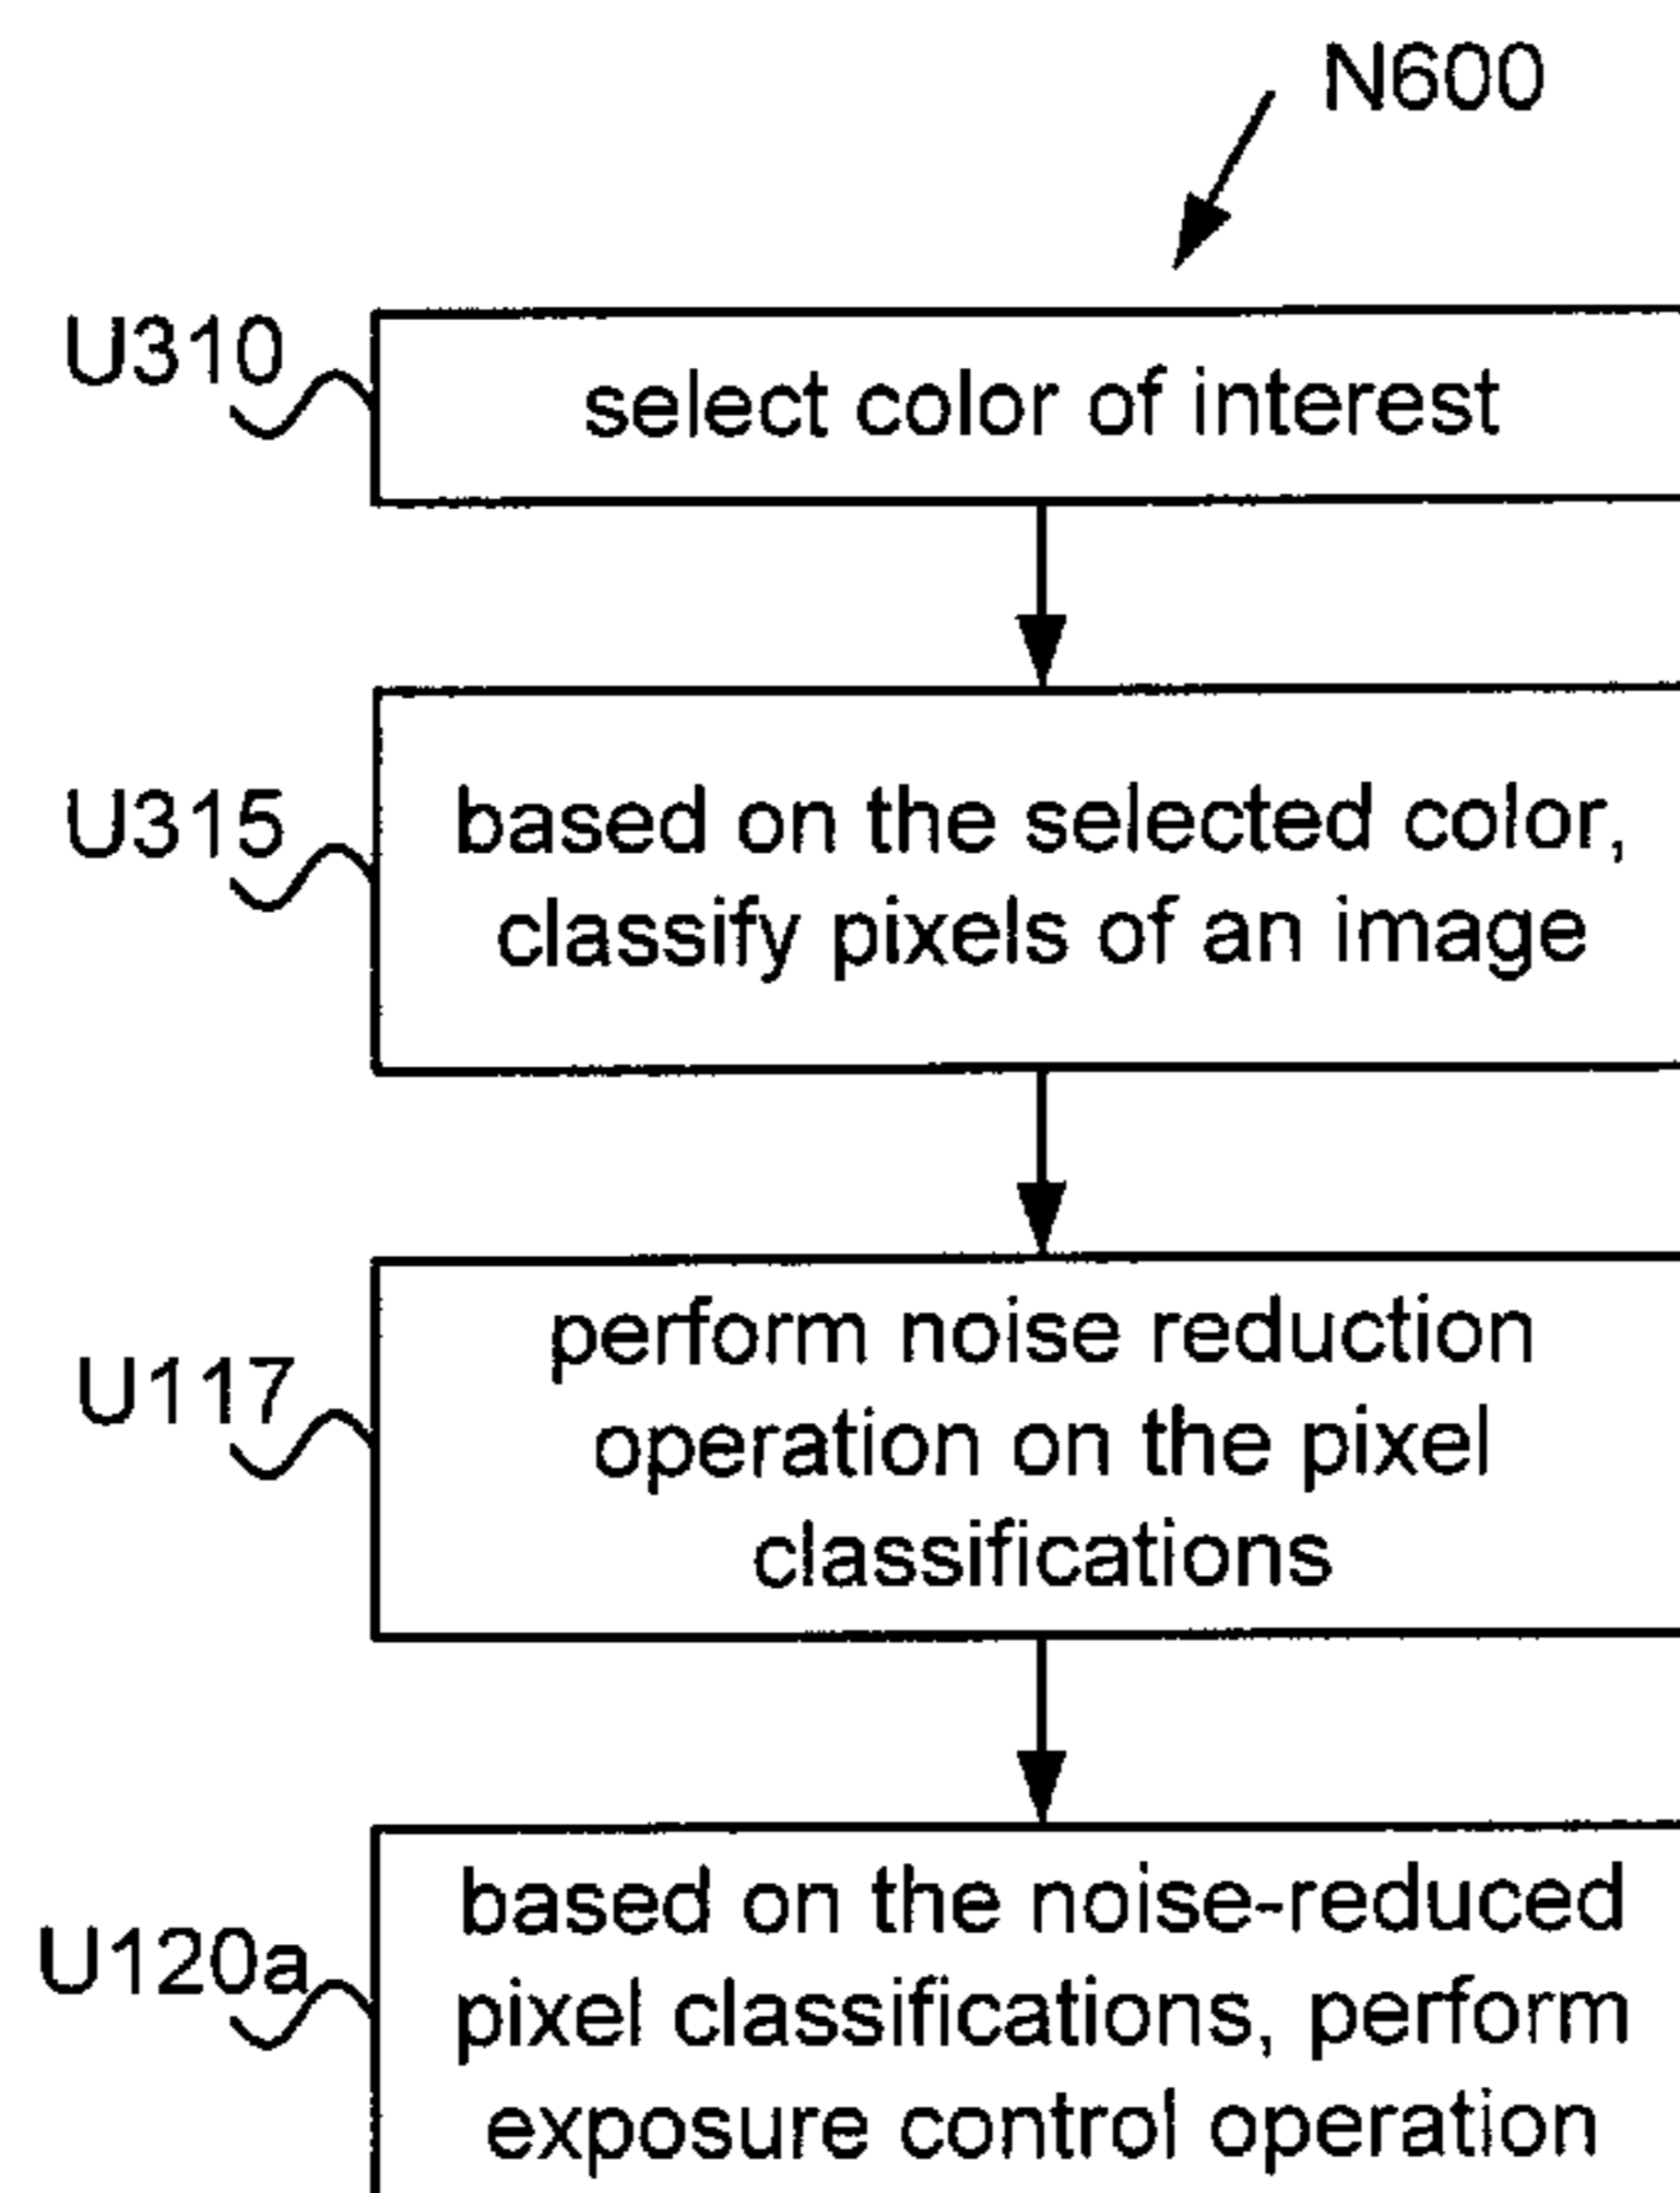 N600
U310
select color of interest
U315
based on the selected color,
classify pixels of an image
U117
perform noise reduction
operation on the pixel
classifications
U120a
based on the noise-reduced
pixel classifications, perform
exposure control operation